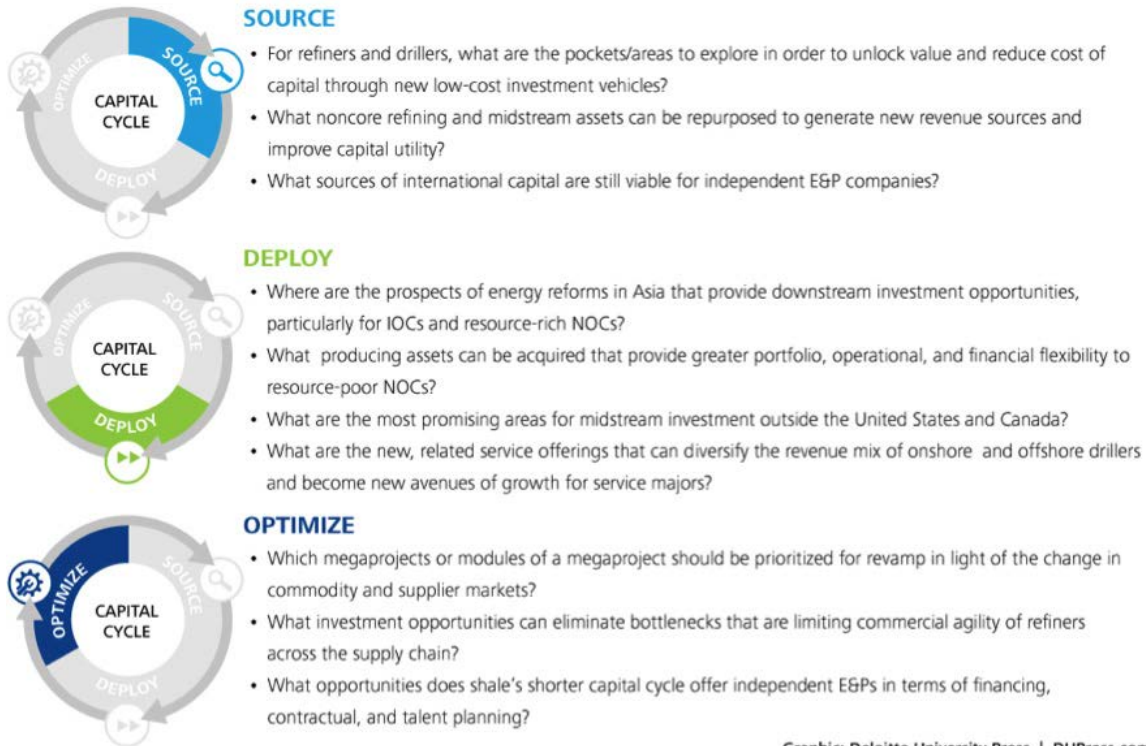 SOURCE
• For refiners and drillers, what are the pockets/areas to explore in order to unlock value and reduce cost of
capital through new low-cost investment vehicles?
• What noncore refining and midstream assets can be repurposed to generate new revenue sources and
improve capital utility?
• What sources of international capital are still viable for independent E&P companies?
OPTIMIZE
SOURCE
CAPITAL
CYCLE
DEPLOY
DEPLOY
• Where are the prospects of energy reforms in Asia that provide downstream investment opportunities,
particularly for IOCs and resource-rich NOCs?
• What producing assets can be acquired that provide greater portfolio, operational, and financial flexibility to
resource-poor NOCs?
• What are the most promising areas for midstream investment outside the United States and Canada?
• What are the new, related service offerings that can diversify the revenue mix of onshore and offshore drillers
and become new avenues of growth for service majors?
OPTIMIZE
SOURCE
CAPITAL
CYCLE
DEPLOY
OPTIMIZE
• Which megaprojects or modules of a megaproject should be prioritized for revamp in light of the change in
commodity and supplier markets?
• What investment opportunities can eliminate bottlenecks that are limiting commercial agility of refiners
across the supply chain?
• What opportunities does shale's shorter capital cycle offer independent E&Ps in terms of financing,
contractual, and talent planning?
OPTIMIZE
SOURCE
CAPITAL
CYCLE
DEPLOY
Graphic: Deloitte University Press | DUPress.com